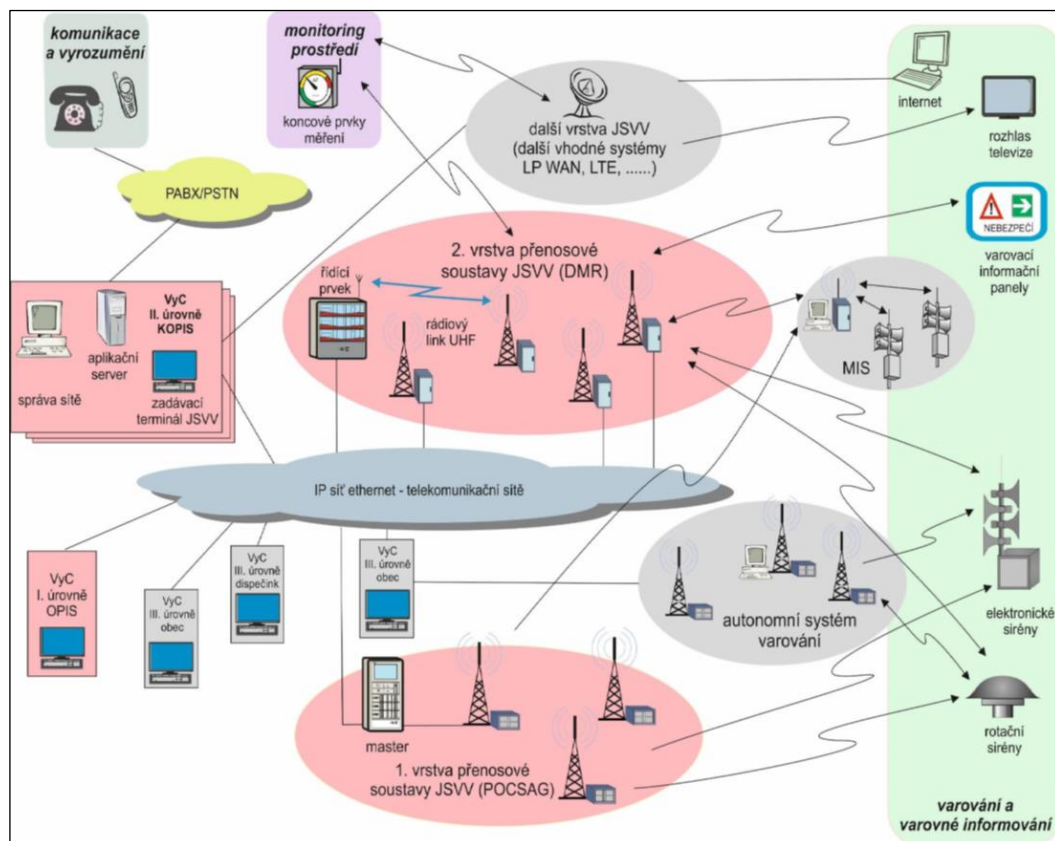 komunikace
a vyrozumění
monitoring
prostředí
koncové prvky
měření
internet
rozhlas
televize
další vrstva JSVV
(další vhodné systémy
LP WAN, LTE, ......)
PABX/PSTN
NEBEZPEČÍ
varovací
informační
panely
2. vrstva přenosové
soustavy JSVV (DMR)
řídící
prvek
rádiový
link UHF
VyC
II. úrovně
KOPIS
aplikační
server
správa sítě
zadávací
terminál JSVV
MIS
IP síť ethernet - telekomunikační sítě
VyC
I. úrovně
OPIS
VyC
III. úrovně
obec
VyC
III. úrovně
dispečink
VyC
III. úrovně
obec
autonomní systém
varování
elektronické
sirény
master
1. vrstva přenosové
soustavy JSVV (POCSAG)
rotační
sirény
varování a
varovné informování